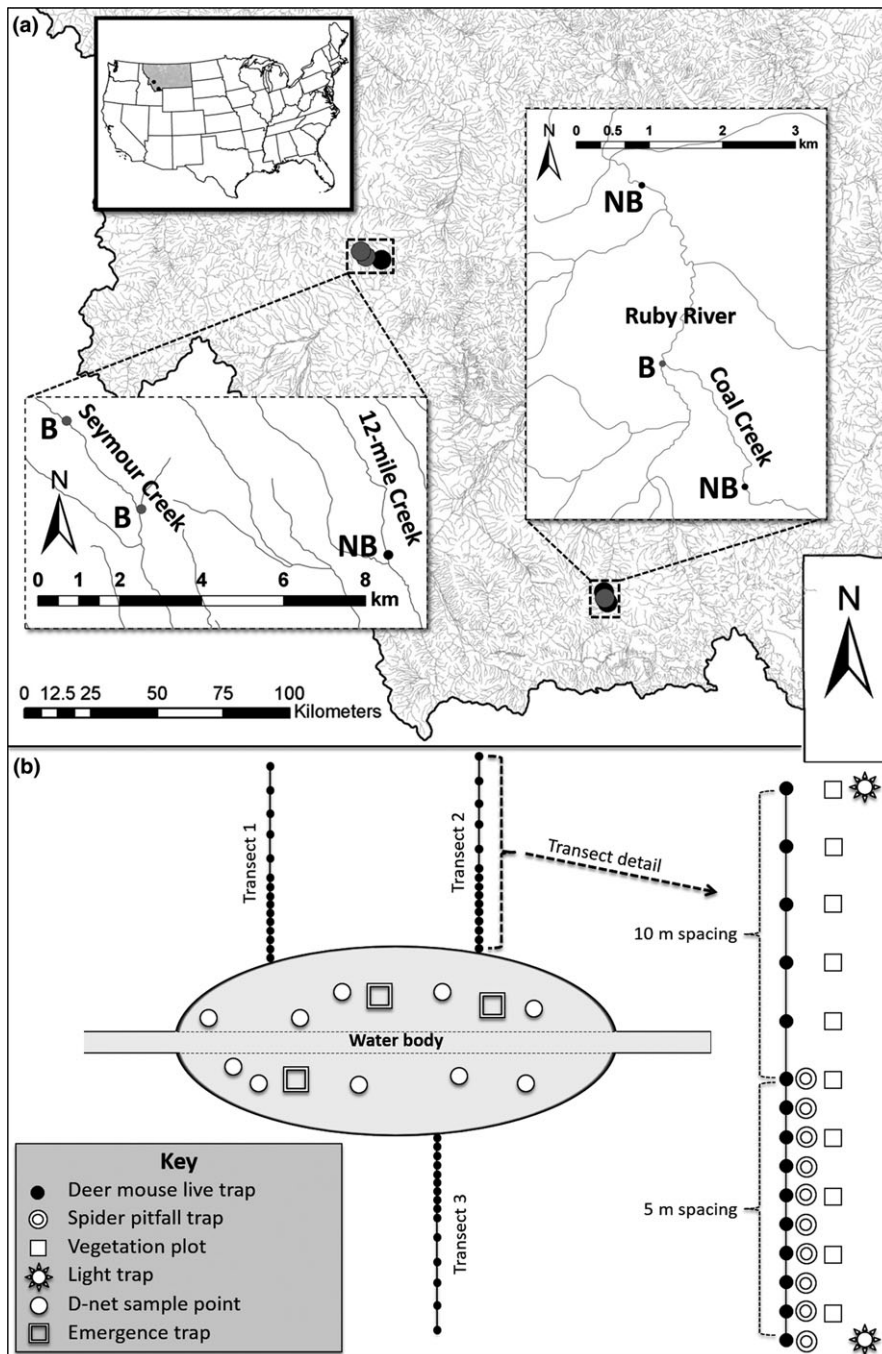 (a)
N
0 0.5 1 2 3
km
NB
Ruby River
B
Coal Creek
NB
B
Seymour Creek
B
12-mile Creek
NB
N
0 1 2 4 6 8
km
0 12.5 25 50 75 100
Kilometers
N
(b)
Transect 1
Transect 2
Transect detail
10 m spacing
Water body
5 m spacing
Transect 3
Key
Deer mouse live trap
Spider pitfall trap
Vegetation plot
Light trap
D-net sample point
Emergence trap